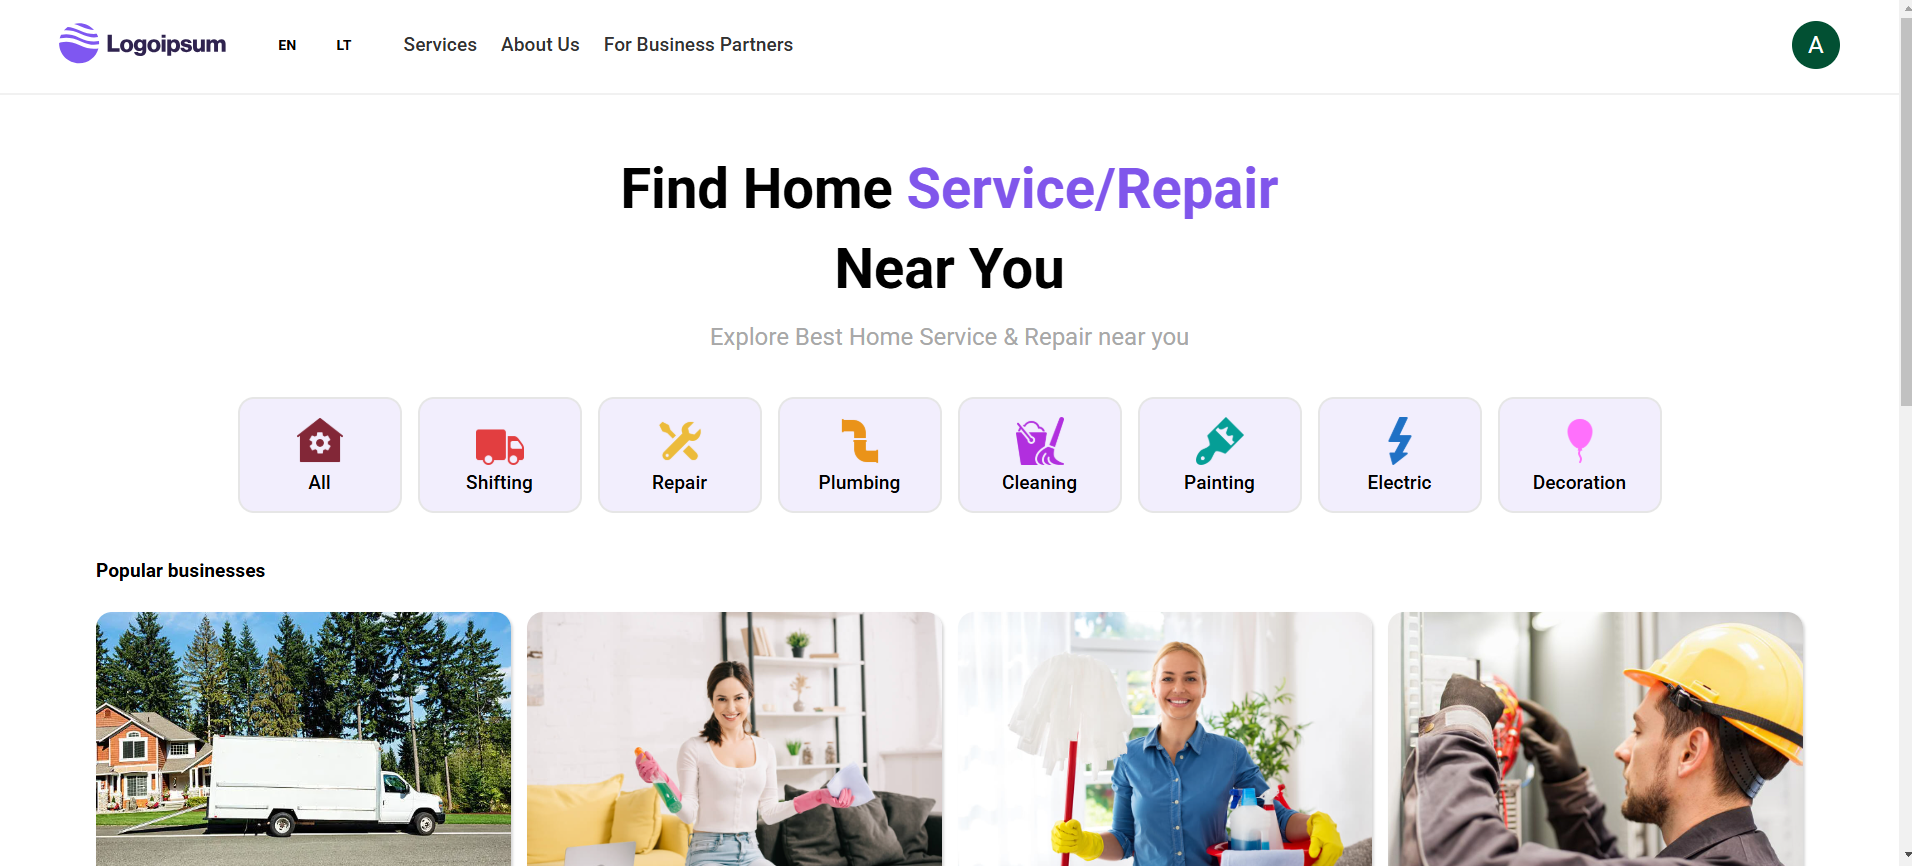 Logoipsum EN LT Services About Us For Business Partners A
Find Home Service/Repair
Near You
Explore Best Home Service & Repair near you
All Shifting Repair Plumbing Cleaning Painting Electric Decoration
Popular businesses